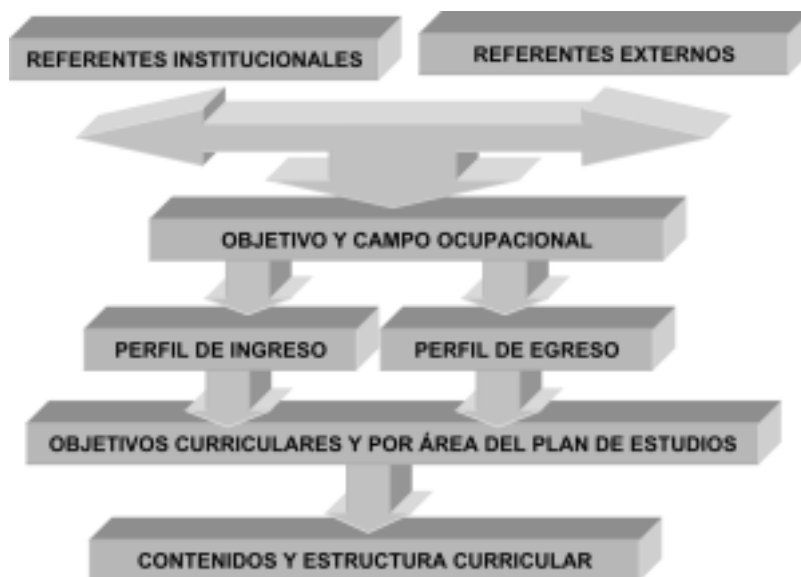 REFERENTES INSTITUCIONALES
REFERENTES EXTERNOS
OBJETIVO Y CAMPO OCUPACIONAL
PERFIL DE INGRESO
PERFIL DE EGRESO
OBJETIVOS CURRICULARES Y POR ÁREA DEL PLAN DE ESTUDIOS
CONTENIDOS Y ESTRUCTURA CURRICULAR